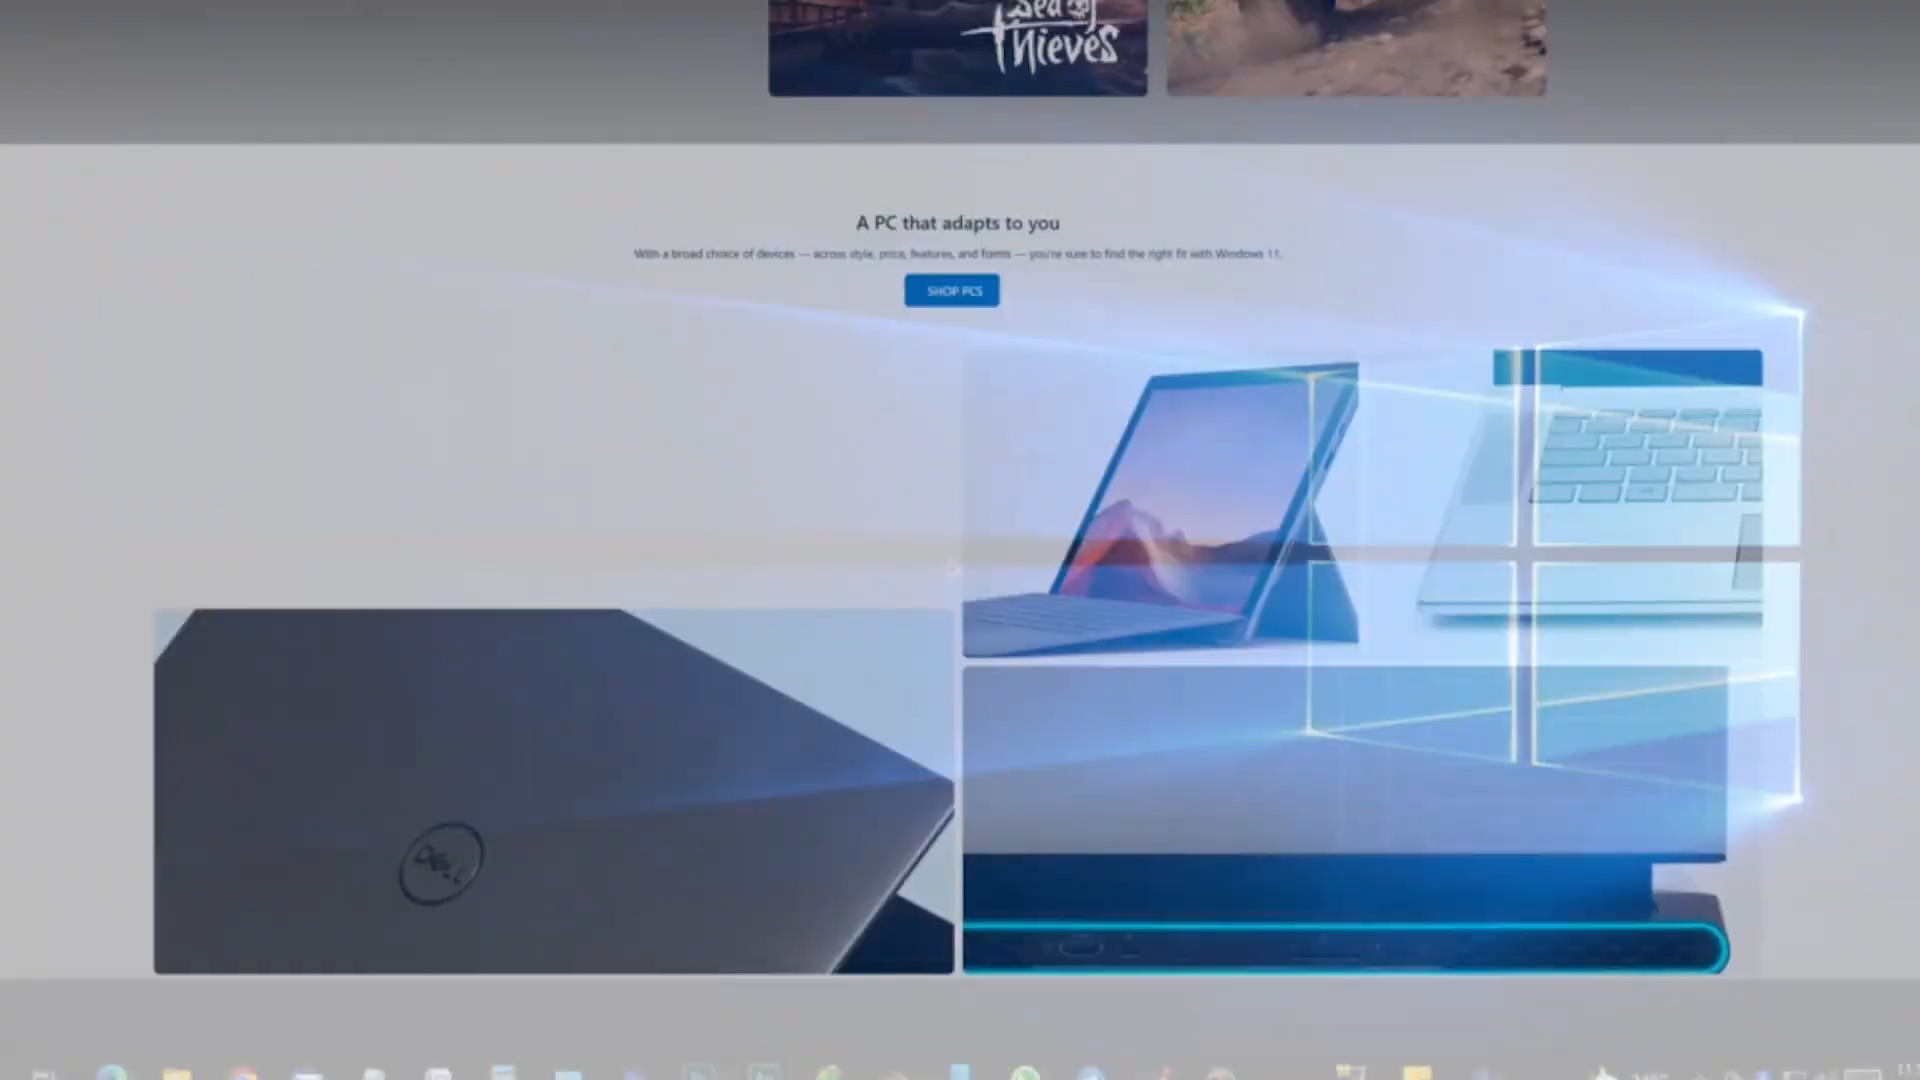 Sea of
Thieves
A PC that adapts to you
With a broad choice of devices — across style, price, features, and forms — you're sure to find the right fit with Windows 11.
SHOP PCS
DELL